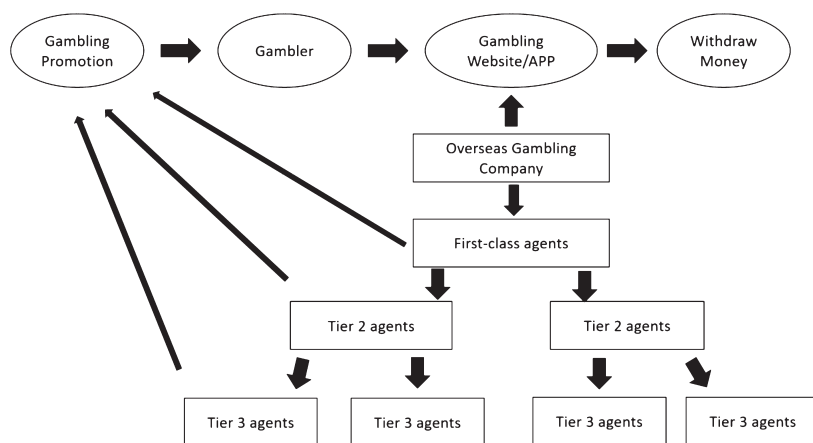 Gambling
Promotion
Gambler
Gambling
Website/APP
Withdraw
Money
Overseas Gambling
Company
First-class agents
Tier 2 agents
Tier 2 agents
Tier 3 agents
Tier 3 agents
Tier 3 agents
Tier 3 agents